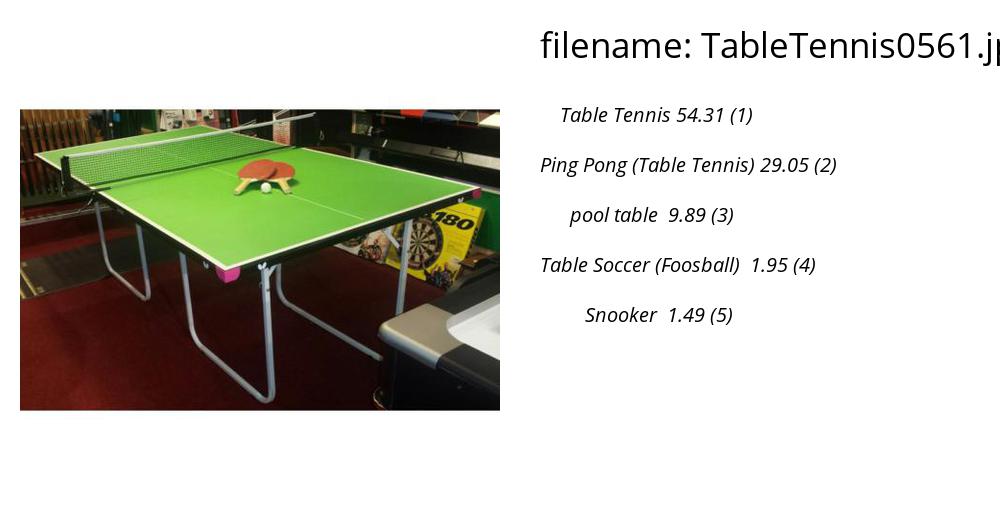 filename: TableTennis0561.jp
Table Tennis 54.31 (1)
Ping Pong (Table Tennis) 29.05 (2)
pool table 9.89 (3)
Table Soccer (Foosball) 1.95 (4)
Snooker 1.49 (5)
180